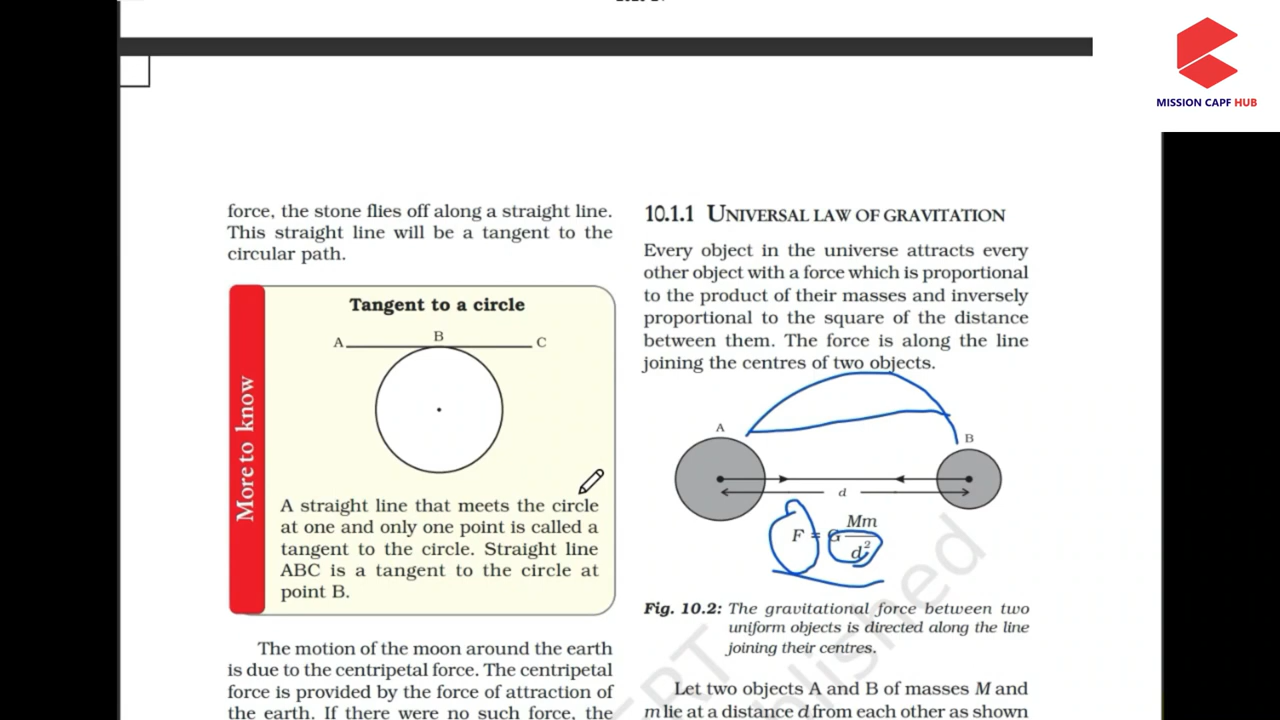 MISSION CAPF HUB
force, the stone flies off along a straight line.
This straight line will be a tangent to the
circular path.
More to know
Tangent to a circle
A
B
C
A straight line that meets the circle
at one and only one point is called a
tangent to the circle. Straight line
ABC is a tangent to the circle at
point B.
The motion of the moon around the earth
is due to the centripetal force. The centripetal
force is provided by the force of attraction of
the earth. If there were no such force, the
10.1.1 UNIVERSAL LAW OF GRAVITATION
Every object in the universe attracts every
other object with a force which is proportional
to the product of their masses and inversely
proportional to the square of the distance
between them. The force is along the line
joining the centres of two objects.
A
B
d
F = G Mm
d²
Fig. 10.2: The gravitational force between two
uniform objects is directed along the line
joining their centres.
Let two objects A and B of masses M and
m lie at a distance d from each other as shown